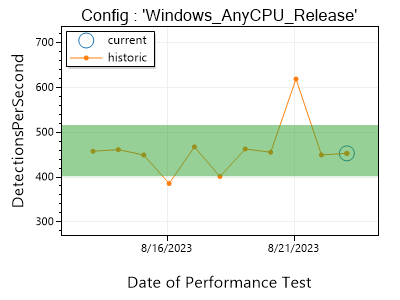 Config : 'Windows_AnyCPU_Release'
current
historic
DetectionsPerSecond
700
600
500
400
300
8/16/2023
8/21/2023
Date of Performance Test